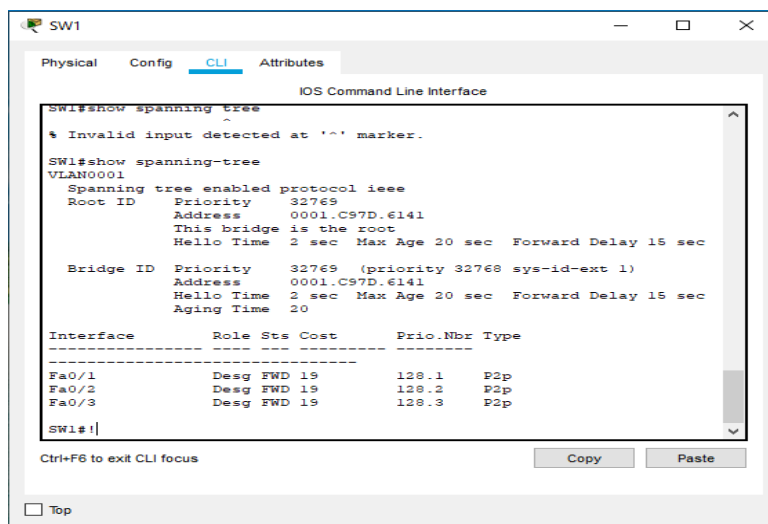 SW1
Physical Config CLI Attributes
IOS Command Line Interface
SW1#show spanning tree
^
% Invalid input detected at '^' marker.
SW1#show spanning-tree
VLAN0001
Spanning tree enabled protocol ieee
Root ID Priority 32769
Address 0001.C97D.6141
This bridge is the root
Hello Time 2 sec Max Age 20 sec Forward Delay 15 sec
Bridge ID Priority 32769 (priority 32768 sys-id-ext 1)
Address 0001.C97D.6141
Hello Time 2 sec Max Age 20 sec Forward Delay 15 sec
Aging Time 20
Interface Role Sts Cost Prio.Nbr Type
---------------- ---- --- --------- -------- 
--------------------------------
Fa0/1 Desg FWD 19 128.1 P2p
Fa0/2 Desg FWD 19 128.2 P2p
Fa0/3 Desg FWD 19 128.3 P2p
SW1#!
Ctrl+F6 to exit CLI focus
Copy Paste
Top